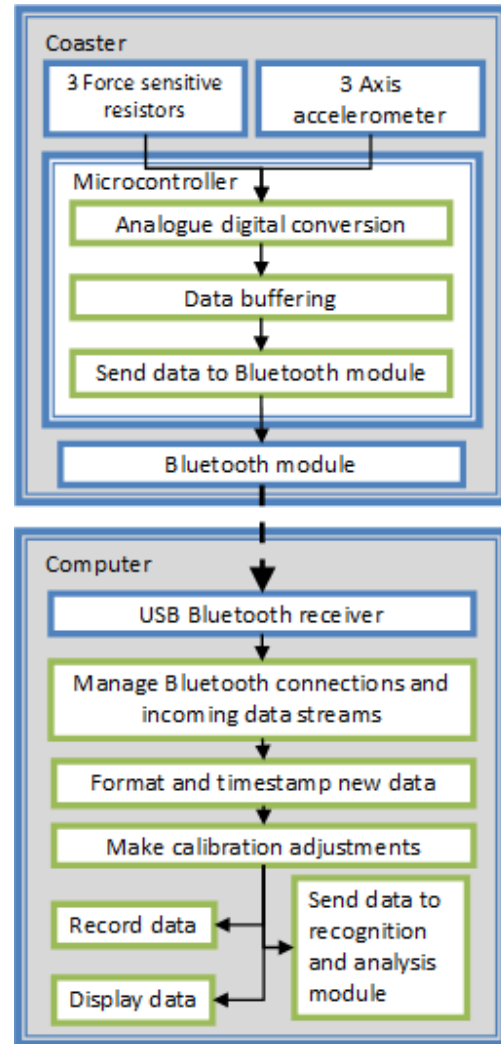 Coaster
3 Force sensitive
resistors
3 Axis
accelerometer
Microcontroller
Analogue digital conversion
Data buffering
Send data to Bluetooth module
Bluetooth module
Computer
USB Bluetooth receiver
Manage Bluetooth connections and
incoming data streams
Format and timestamp new data
Make calibration adjustments
Record data
Display data
Send data to
recognition
and analysis
module